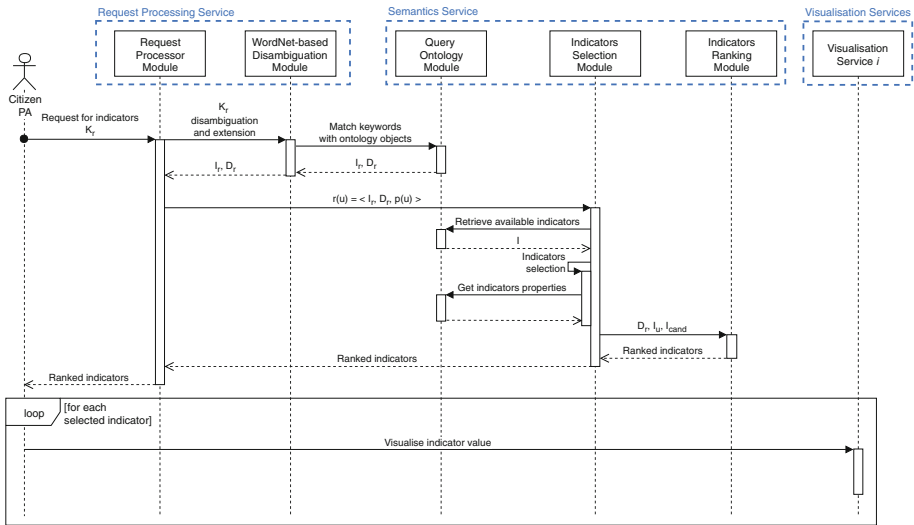 Request Processing Service
Semantics Service
Visualisation Services
Request
Processor
Module
WordNet-based
Disambiguation
Module
Query
Ontology
Module
Indicators
Selection
Module
Indicators
Ranking
Module
Visualisation
Service i
Citizen
PA
Request for indicators
Kr
Kr
disambiguation
and extension
Match keywords
with ontology objects
Ir, Dr
Ir, Dr
r(u) = < Ir, Dr, p(u) >
Retrieve available indicators
I
Indicators
selection
Get indicators properties
Dr, Iu, Icand
Ranked indicators
Ranked indicators
Ranked indicators
loop
[for each
selected indicator]
Visualise indicator value